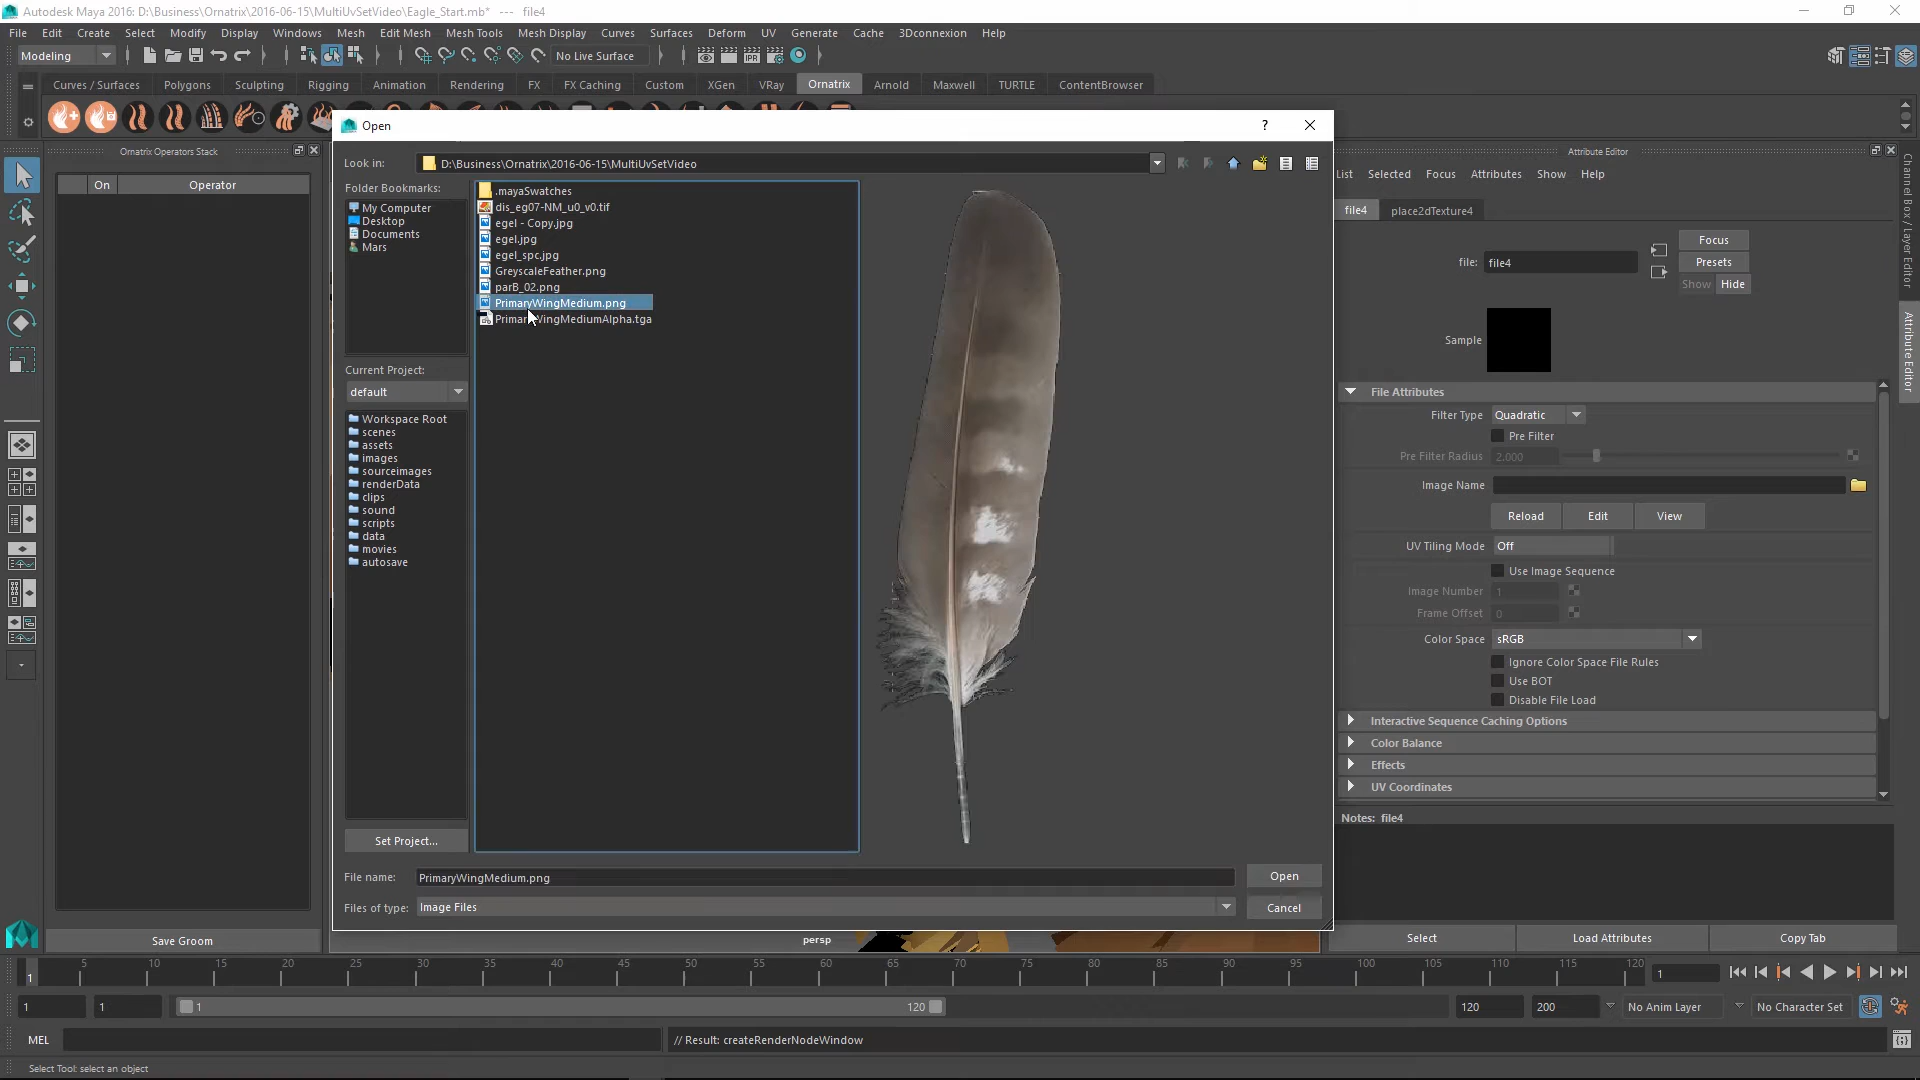 Autodesk Maya 2016: D:\Business\Ornatrix\2016-06-15\MultiUvSetVideo\Eagle_Start.mb*   ---   file4
File Edit Create Select Modify Display Windows Mesh Edit Mesh Mesh Tools Mesh Display Curves Surfaces Deform UV Generate Cache 3Dconnexion Help
Modeling No Live Surface IPR
Curves / Surfaces Polygons Sculpting Rigging Animation Rendering FX FX Caching Custom XGen VRay Ornatrix Arnold Maxwell TURTLE ContentBrowser
Ornatrix Operators Stack
On Operator
Save Groom
Open ?
Look in: D:\Business\Ornatrix\2016-06-15\MultiUvSetVideo
Folder Bookmarks:
My Computer
Desktop
Documents
Mars
.mayaSwatches
dis_eg07-NM_u0_v0.tif
egel - Copy.jpg
egel.jpg
egel_spc.jpg
GreyscaleFeather.png
parB_02.png
PrimaryWingMedium.png
PrimaryWingMediumAlpha.tga
Current Project:
default
Workspace Root
scenes
assets
images
sourceimages
renderData
clips
sound
scripts
data
movies
autosave
Set Project...
File name: PrimaryWingMedium.png Open
Files of type: Image Files Cancel
persp
Attribute Editor
List Selected Focus Attributes Show Help
file4 place2dTexture4
Focus
file: file4
Presets
Show Hide
Sample
File Attributes
Filter Type Quadratic
Pre Filter
Pre Filter Radius 2.000
Image Name
Reload Edit View
UV Tiling Mode Off
Use Image Sequence
Image Number 1
Frame Offset 0
Color Space sRGB
Ignore Color Space File Rules
Use BOT
Disable File Load
Interactive Sequence Caching Options
Color Balance
Effects
UV Coordinates
Notes: file4
Select Load Attributes Copy Tab
Channel Box / Layer Editor
Attribute Editor
1 5 10 15 20 25 30 35 40 45 50 55 60 65 70 75 80 85 90 95 100 105 110 115 120 1
1 1 1 120 120 200 No Anim Layer No Character Set
MEL // Result: createRenderNodeWindow
Select Tool: select an object